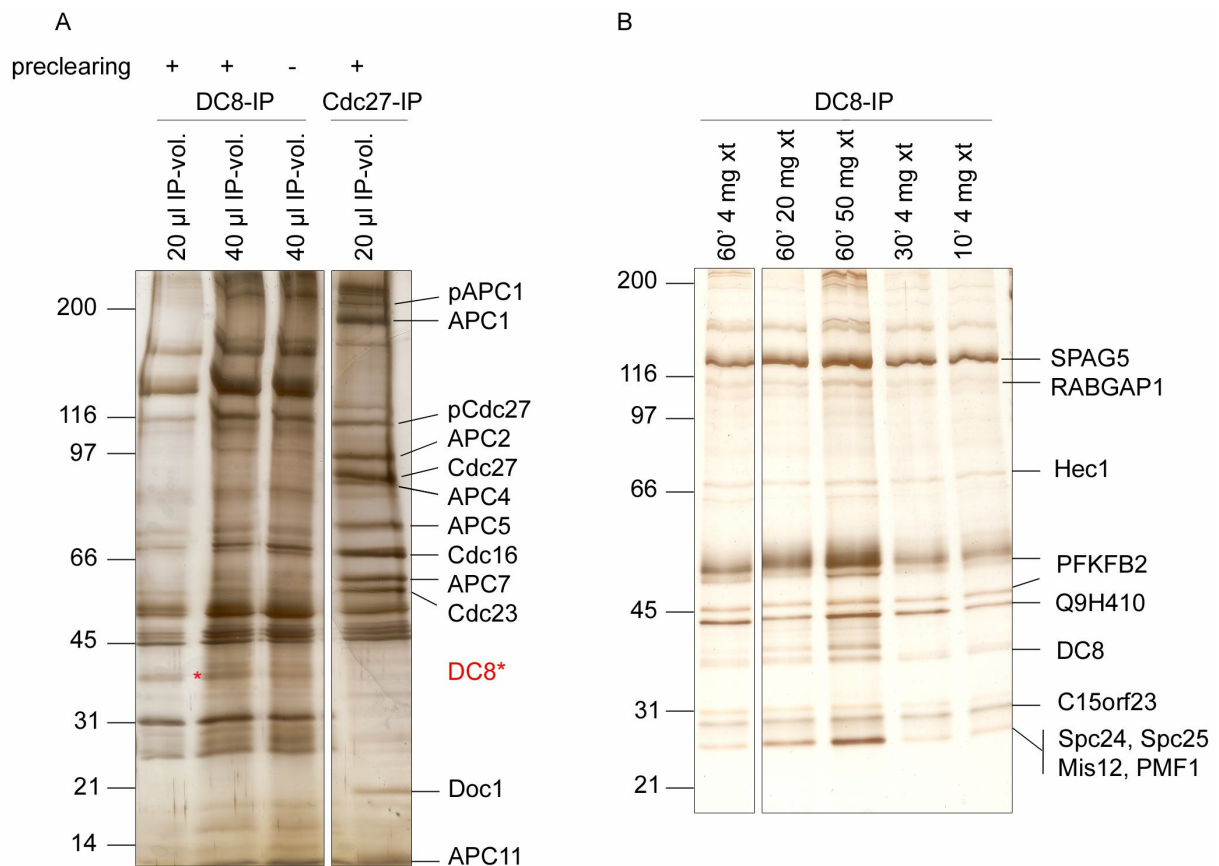 A
preclearing + + - +
DC8-IP Cdc27-IP
20 µl IP-vol.
40 µl IP-vol.
40 µl IP-vol.
20 µl IP-vol.
200
116
97
66
45
31
21
14
pAPC1
APC1
pCdc27
APC2
Cdc27
APC4
APC5
Cdc16
APC7
Cdc23
*
DC8*
Doc1
APC11
B
DC8-IP
60' 4 mg xt
60' 20 mg xt
60' 50 mg xt
30' 4 mg xt
10' 4 mg xt
200
116
97
66
45
31
21
SPAG5
RABGAP1
Hec1
PFKFB2
Q9H410
DC8
C15orf23
Spc24, Spc25
Mis12, PMF1